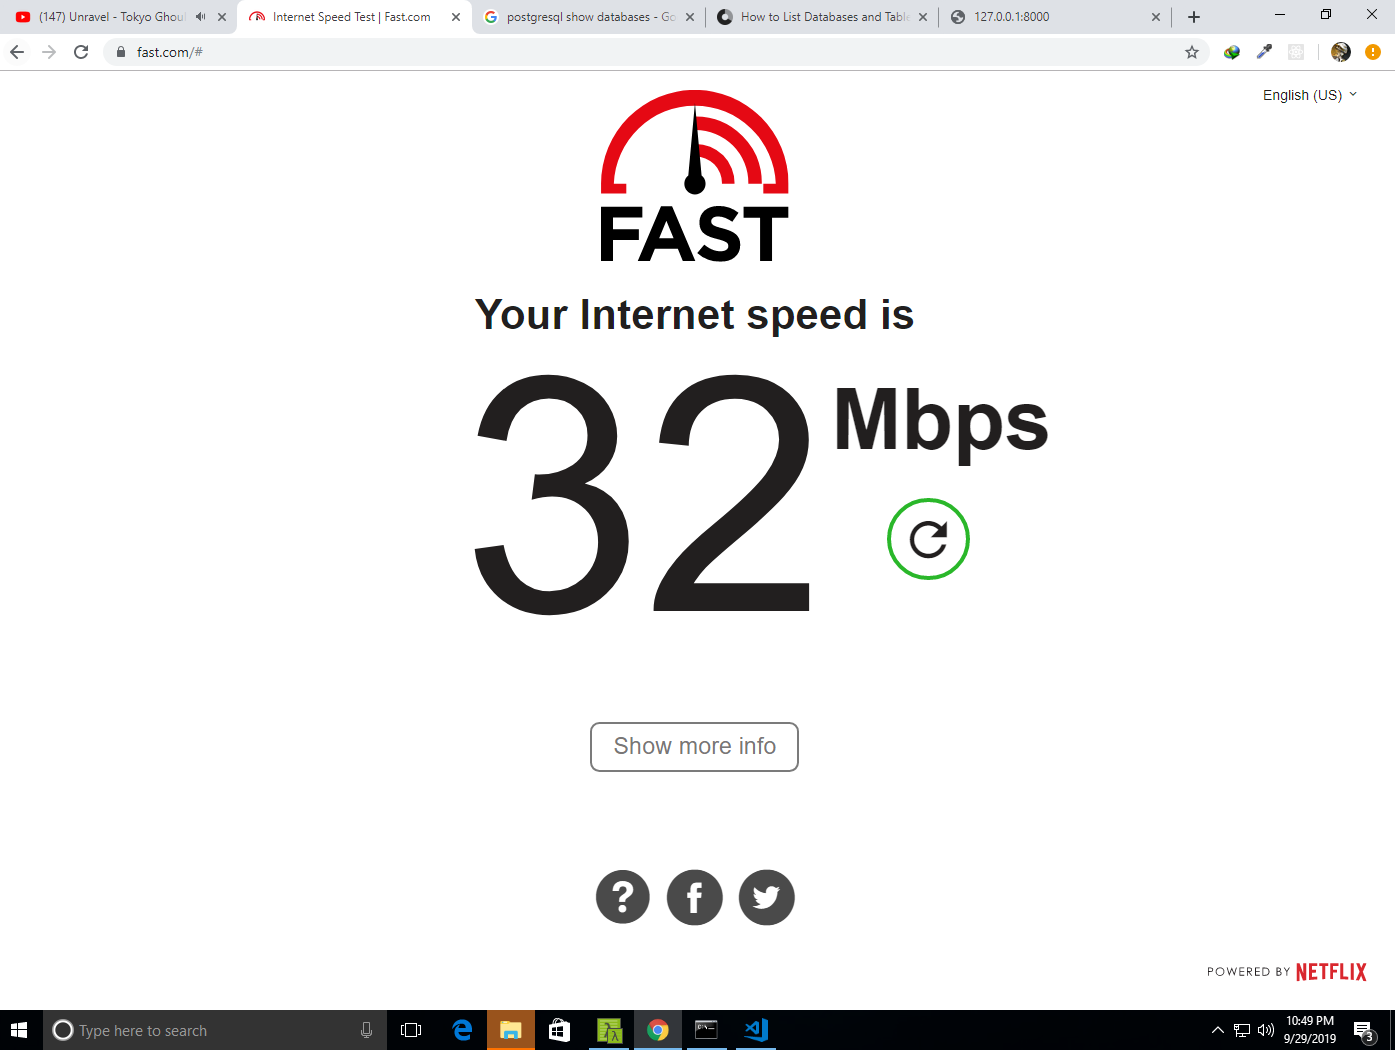 (147) Unravel - Tokyo Ghoul
Internet Speed Test | Fast.com
postgresql show databases - Go
How to List Databases and Table
127.0.0.1:8000
fast.com/#
English (US)
FAST
Your Internet speed is
32 Mbps
Show more info
POWERED BY NETFLIX
Type here to search
10:49 PM
9/29/2019
3